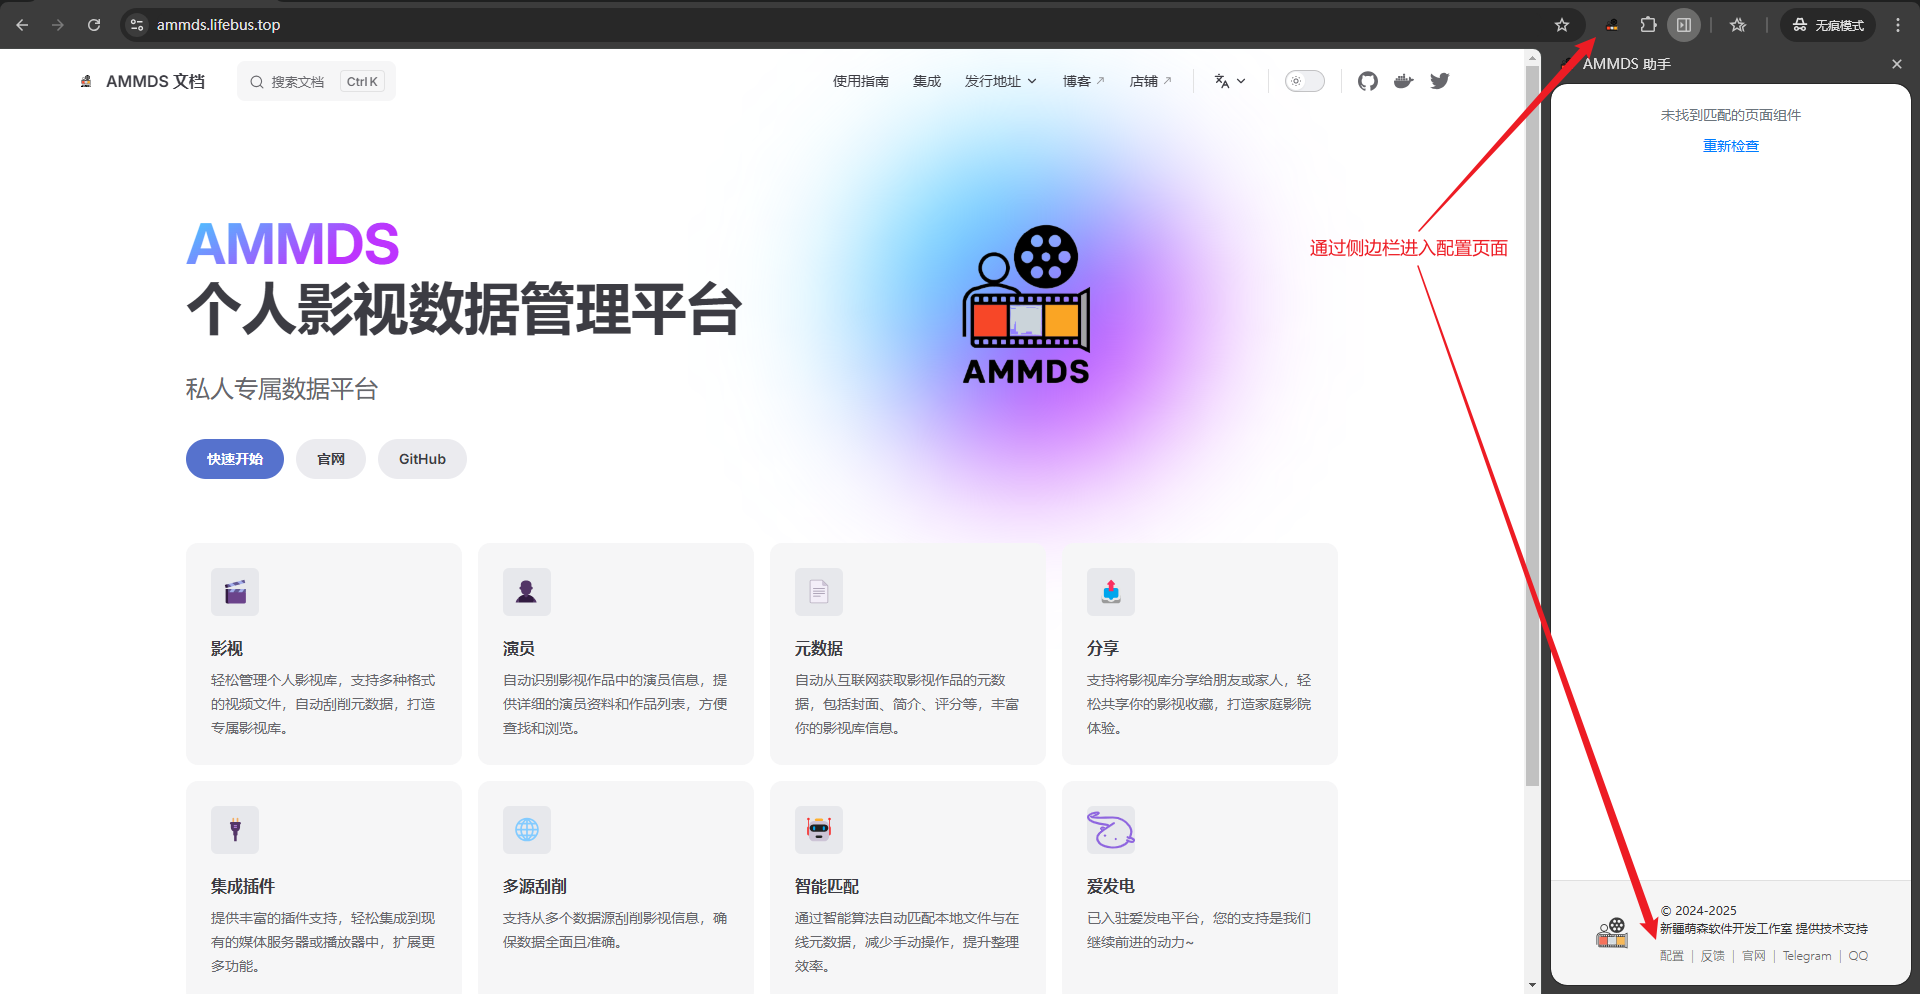 ammds.lifebus.top
无痕模式
AMMDS 文档
搜索文档
Ctrl K
使用指南
集成
发行地址
博客
店铺
AMMDS 助手
未找到匹配的页面组件
重新检查
通过侧边栏进入配置页面
AMMDS
个人影视数据管理平台
私人专属数据平台
快速开始
官网
GitHub
AMMDS
影视
轻松管理个人影视库，支持多种格式
的视频文件，自动刮削元数据，打造
专属影视库。
演员
自动识别影视作品中的演员信息，提
供详细的演员资料和作品列表，方便
查找和浏览。
元数据
自动从互联网获取影视作品的元数
据，包括封面、简介、评分等，丰富
你的影视库信息。
分享
支持将影视库分享给朋友或家人，轻
松共享你的影视收藏，打造家庭影院
体验。
集成插件
提供丰富的插件支持，轻松集成到现
有的媒体服务器或播放器中，扩展更
多功能。
多源刮削
支持从多个数据源刮削影视信息，确
保数据全面且准确。
智能匹配
通过智能算法自动匹配本地文件与在
线元数据，减少手动操作，提升整理
效率。
爱发电
已入驻爱发电平台，您的支持是我们
继续前进的动力~
© 2024-2025
新疆萌森软件开发工作室 提供技术支持
配置 | 反馈 | 官网 | Telegram | QQ